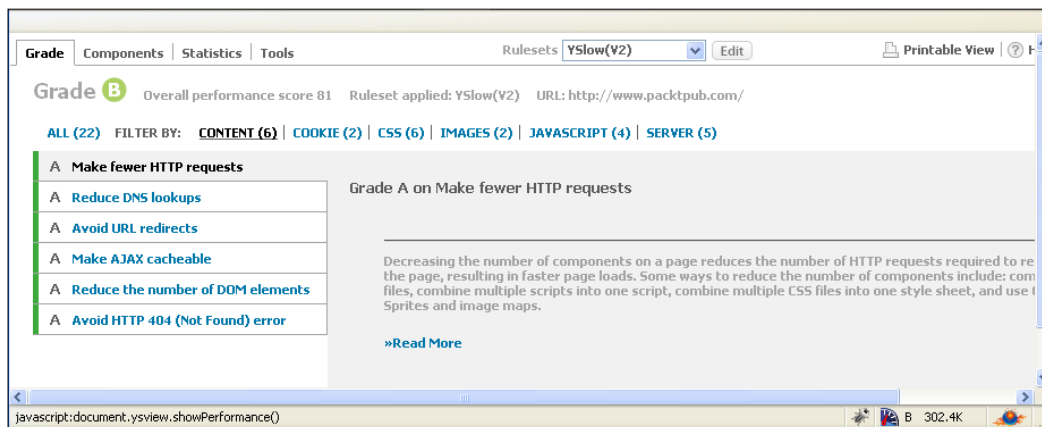 Grade Components Statistics Tools Rulesets YSlow(V2) Edit Printable View ? H
Grade B Overall performance score 81 Ruleset applied: YSlow(V2) URL: http://www.packtpub.com/
ALL (22) FILTER BY: CONTENT (6) | COOKIE (2) | CSS (6) | IMAGES (2) | JAVASCRIPT (4) | SERVER (5)
A Make fewer HTTP requests
A Reduce DNS lookups
A Avoid URL redirects
A Make AJAX cacheable
A Reduce the number of DOM elements
A Avoid HTTP 404 (Not Found) error
Grade A on Make fewer HTTP requests
Decreasing the number of components on a page reduces the number of HTTP requests required to re
the page, resulting in faster page loads. Some ways to reduce the number of components include: com
files, combine multiple scripts into one script, combine multiple CSS files into one style sheet, and use
Sprites and image maps.
»Read More
javascript:document.ysview.showPerformance() B 302.4K